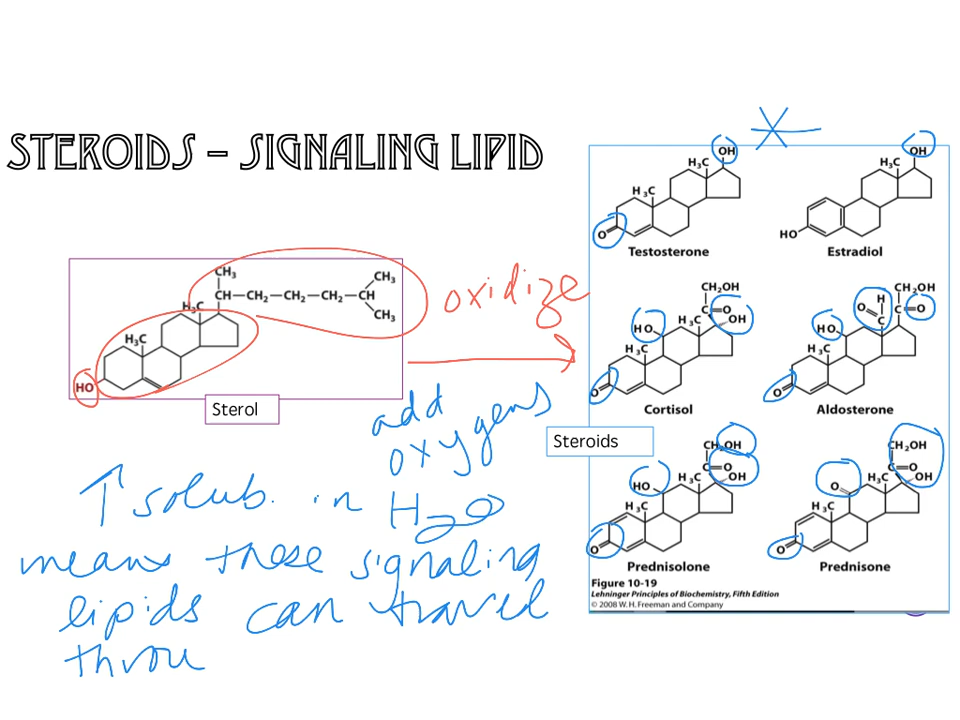 STEROIDS – SIGNALING LIPID
CH₃
CH—CH₂—CH₂—CH₂—CH
CH₃
CH₃
H₃C
H₃C
HO
Sterol
oxidize
add
oxygens
↑ solub. in H₂O
means these signaling
lipids can travel
throu
OH
H₃C
H₃C
O
Testosterone
OH
H₃C
HO
Estradiol
CH₂OH
C=O
OH
HO
H₃C
H₃C
O
Cortisol
CH₂OH
H
O
C
C=O
HO
H₃C
O
Aldosterone
Steroids
CH₂OH
C=O
OH
HO
H₃C
H₃C
O
Prednisolone
CH₂OH
C=O
OH
O
H₃C
H₃C
O
Prednisone
Figure 10-19
Lehninger Principles of Biochemistry, Fifth Edition
© 2008 W. H. Freeman and Company